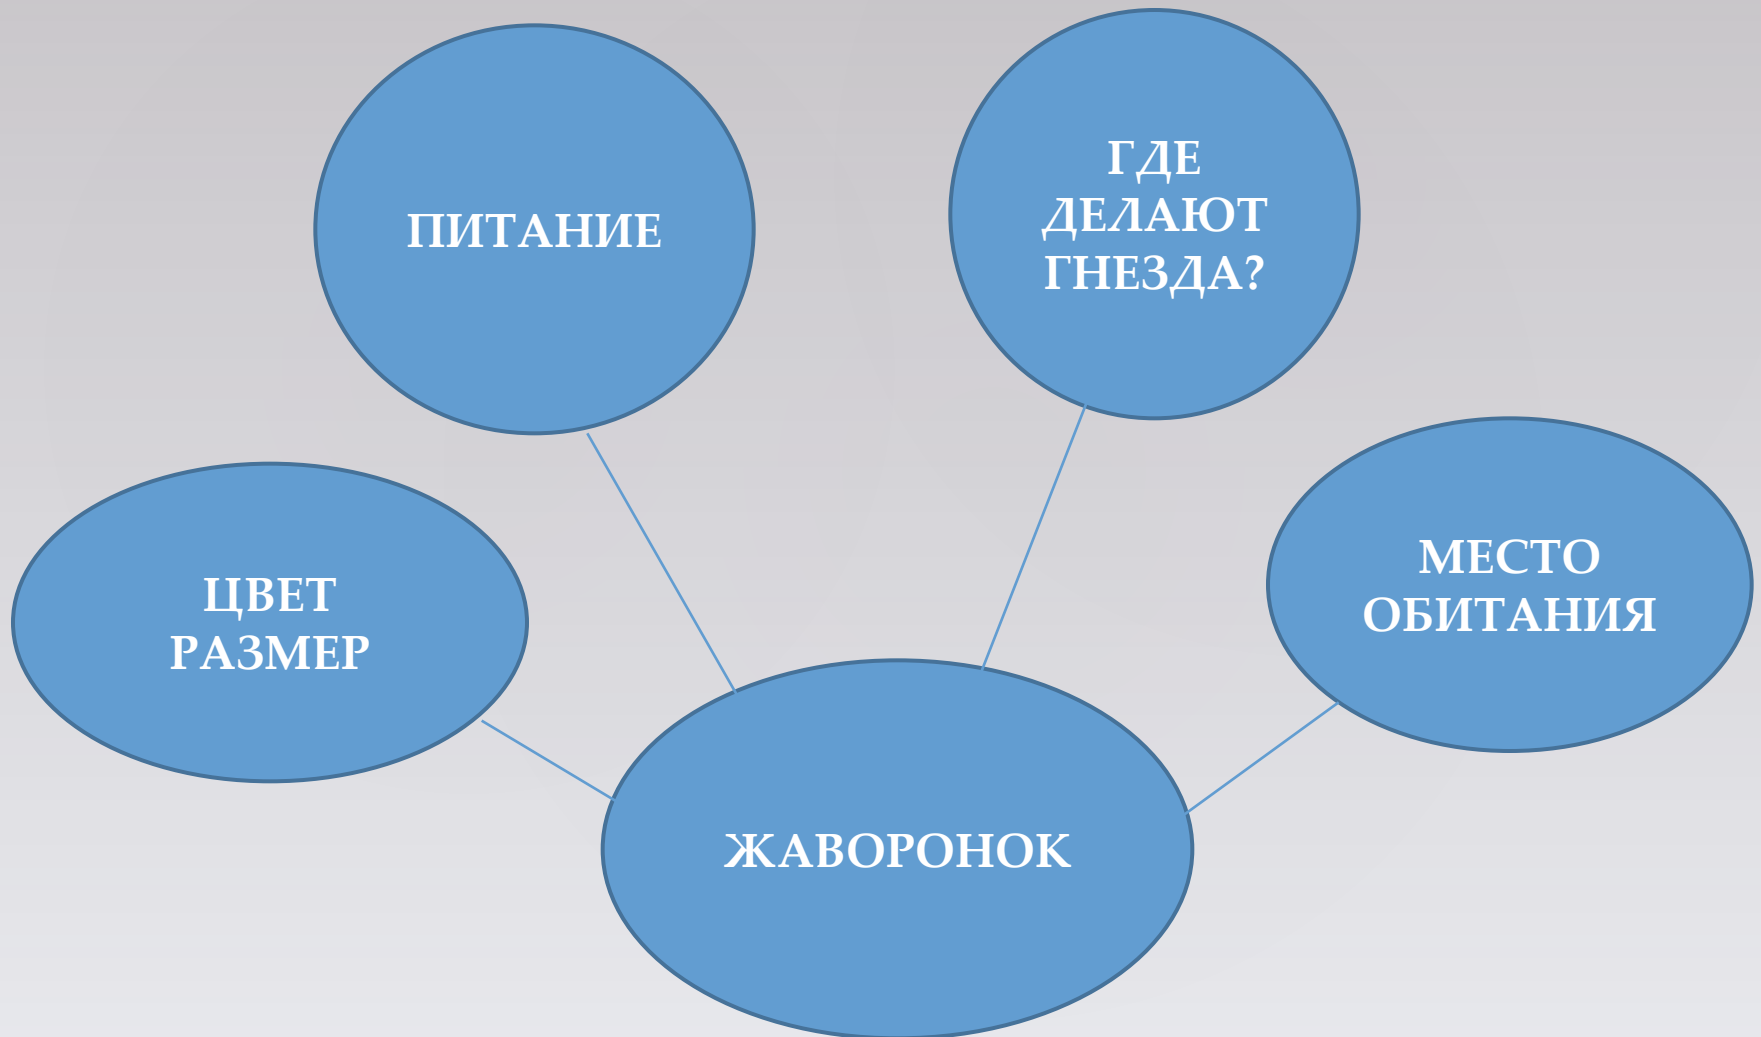 ПИТАНИЕ
ГДЕ
ДЕЛАЮТ
ГНЕЗДА?
ЦВЕТ
РАЗМЕР
МЕСТО
ОБИТАНИЯ
ЖАВОРОНОК